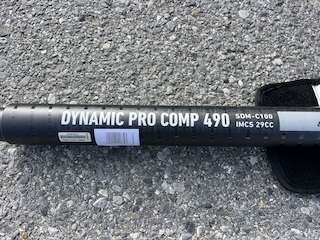 DYNAMIC PRO COMP 490
SDM-C100
IMCS 29CC